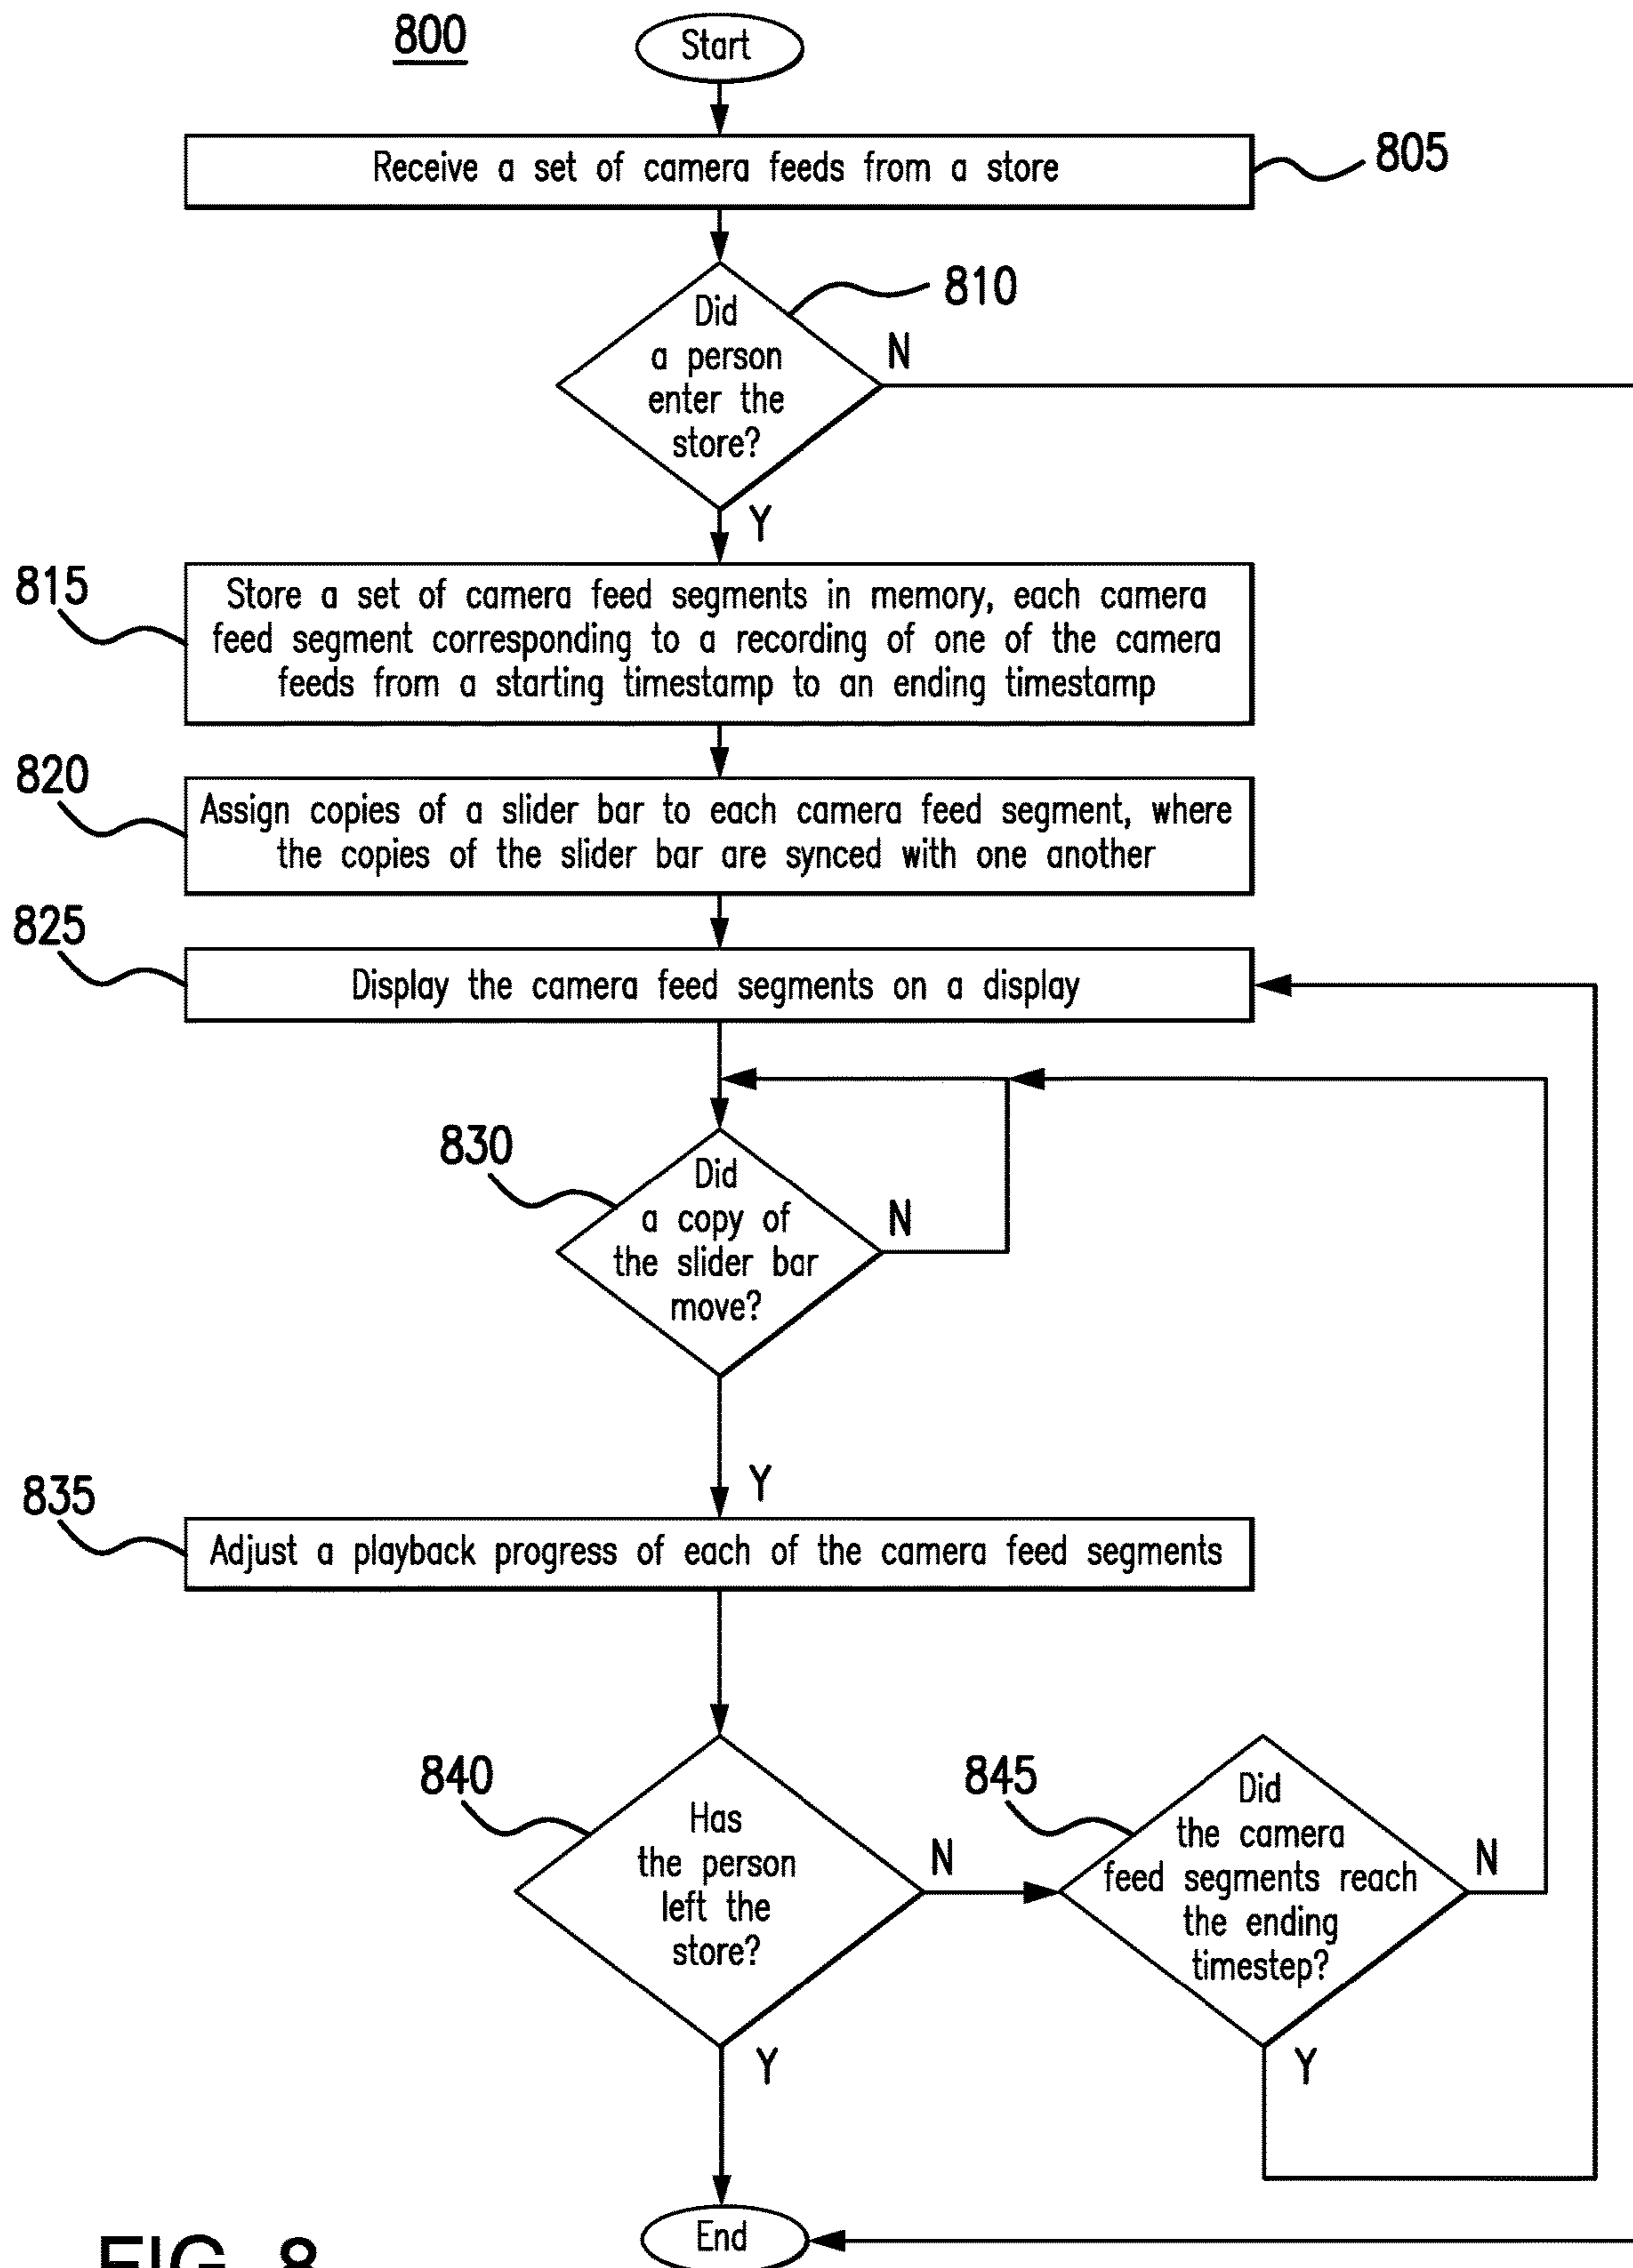 800
Start
Receive a set of camera feeds from a store
805
810
Did
a person
enter the
store?
N
Y
815
Store a set of camera feed segments in memory, each camera
feed segment corresponding to a recording of one of the camera
feeds from a starting timestamp to an ending timestamp
820
Assign copies of a slider bar to each camera feed segment, where
the copies of the slider bar are synced with one another
825
Display the camera feed segments on a display
830
Did
a copy of
the slider bar
move?
N
Y
835
Adjust a playback progress of each of the camera feed segments
840
Has
the person
left the
store?
N
Y
845
Did
the camera
feed segments reach
the ending
timestep?
N
Y
End
FIG. 8